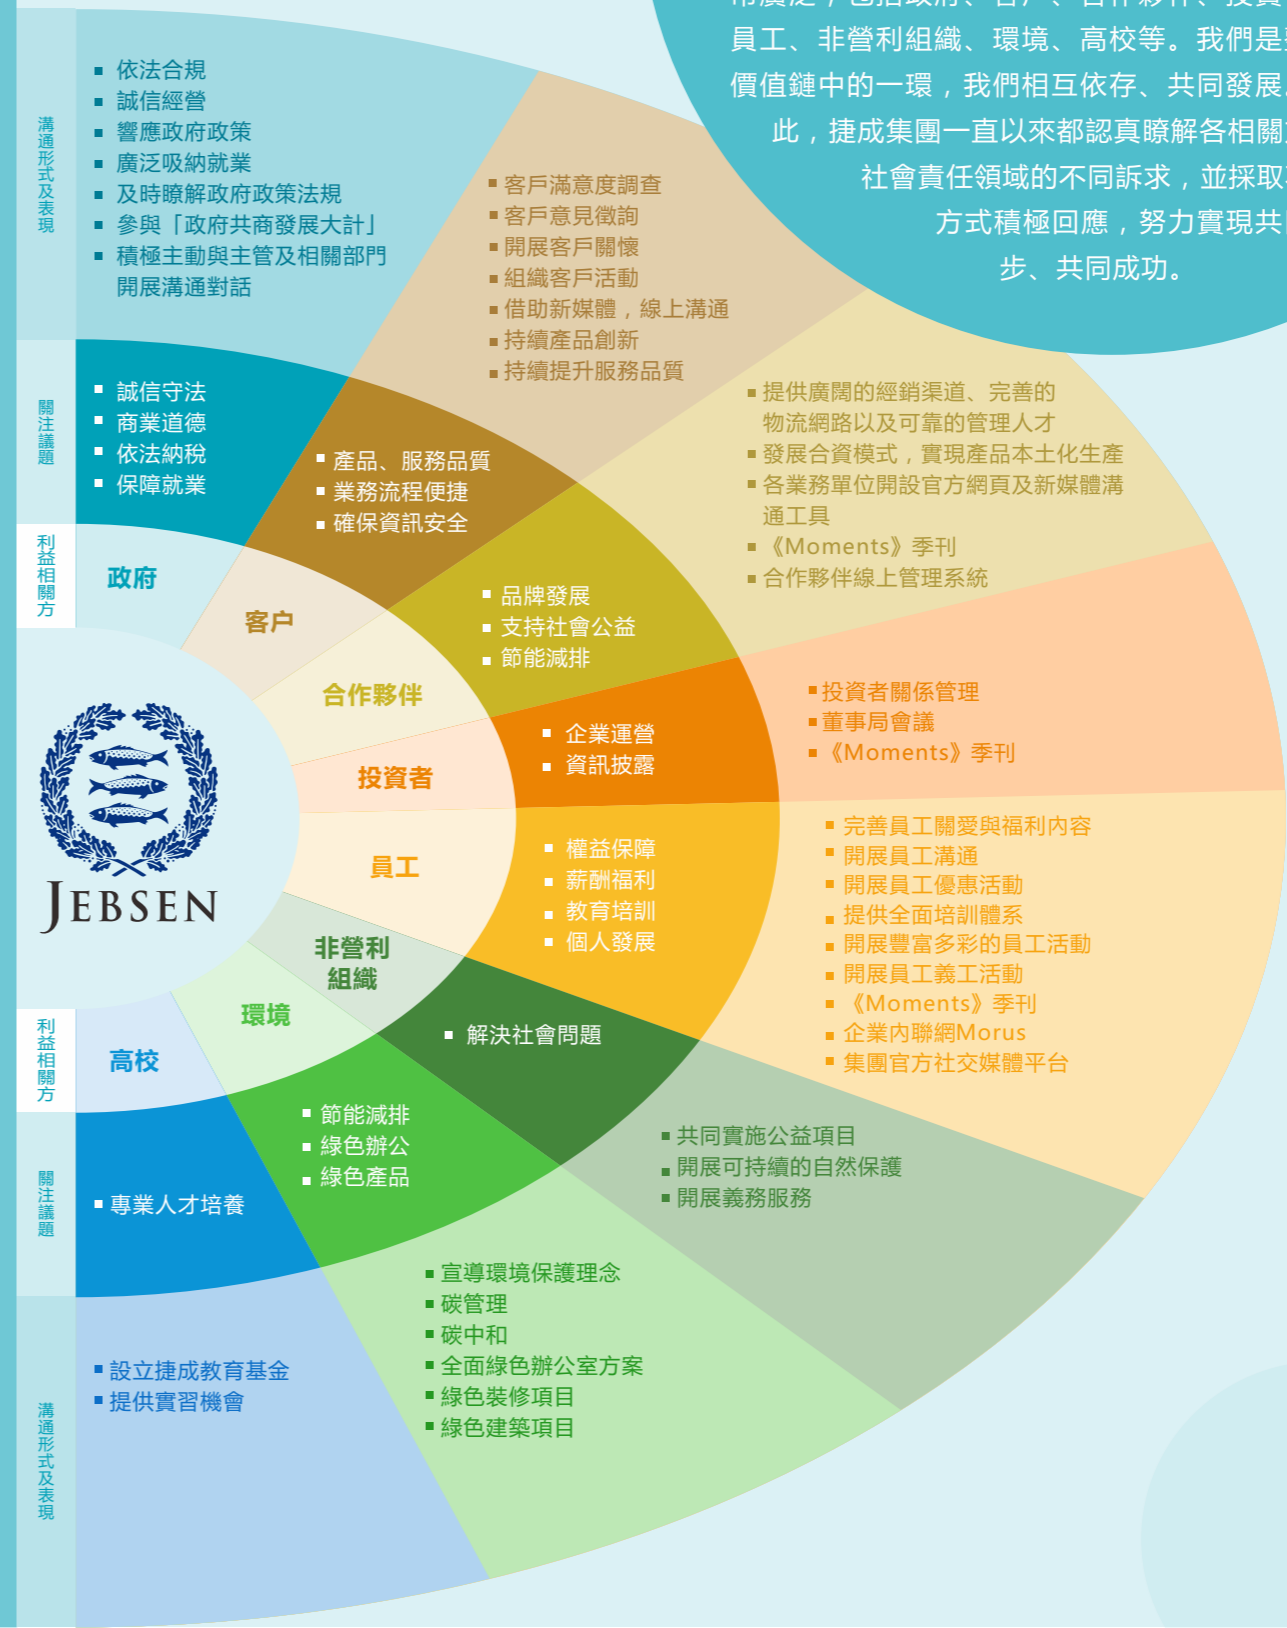 員工、非營利組織、環境、高校等。我們是
價值鏈中的一環，我們相互依存、共同發展
此，捷成集團一直以來都認真瞭解各相關
社會責任領域的不同訴求，並採取
方式積極回應，努力實現共
步、共同成功。
溝通形式及表現
依法合規
誠信經營
響應政府政策
廣泛吸納就業
及時瞭解政府政策法規
參與「政府共商發展大計」
積極主動與主管及相關部門
開展溝通對話
客戶滿意度調查
客戶意見徵詢
開展客戶關懷
組織客戶活動
借助新媒體，線上溝通
持續產品創新
持續提升服務品質
提供廣闊的經銷渠道、完善的
物流網路以及可靠的管理人才
發展合資模式，實現產品本土化生產
各業務單位開設官方網頁及新媒體溝
通工具
《Moments》季刊
合作夥伴線上管理系統
關注議題
誠信守法
商業道德
依法納稅
保障就業
產品、服務品質
業務流程便捷
確保資訊安全
品牌發展
支持社會公益
節能減排
利益相關方
政府
客户
合作夥伴
投資者
企業運營
資訊披露
投資者關係管理
董事局會議
《Moments》季刊
JEBSEN
員工
權益保障
薪酬福利
教育培訓
個人發展
完善員工關愛與福利內容
開展員工溝通
開展員工優惠活動
提供全面培訓體系
開展豐富多彩的員工活動
開展員工義工活動
《Moments》季刊
企業內聯網Morus
集團官方社交媒體平台
非營利
組織
解決社會問題
共同實施公益項目
開展可持續的自然保護
開展義務服務
環境
節能減排
綠色辦公
綠色產品
宣導環境保護理念
碳管理
碳中和
全面綠色辦公室方案
綠色裝修項目
綠色建築項目
利益相關方
高校
關注議題
專業人才培養
溝通形式及表現
設立捷成教育基金
提供實習機會